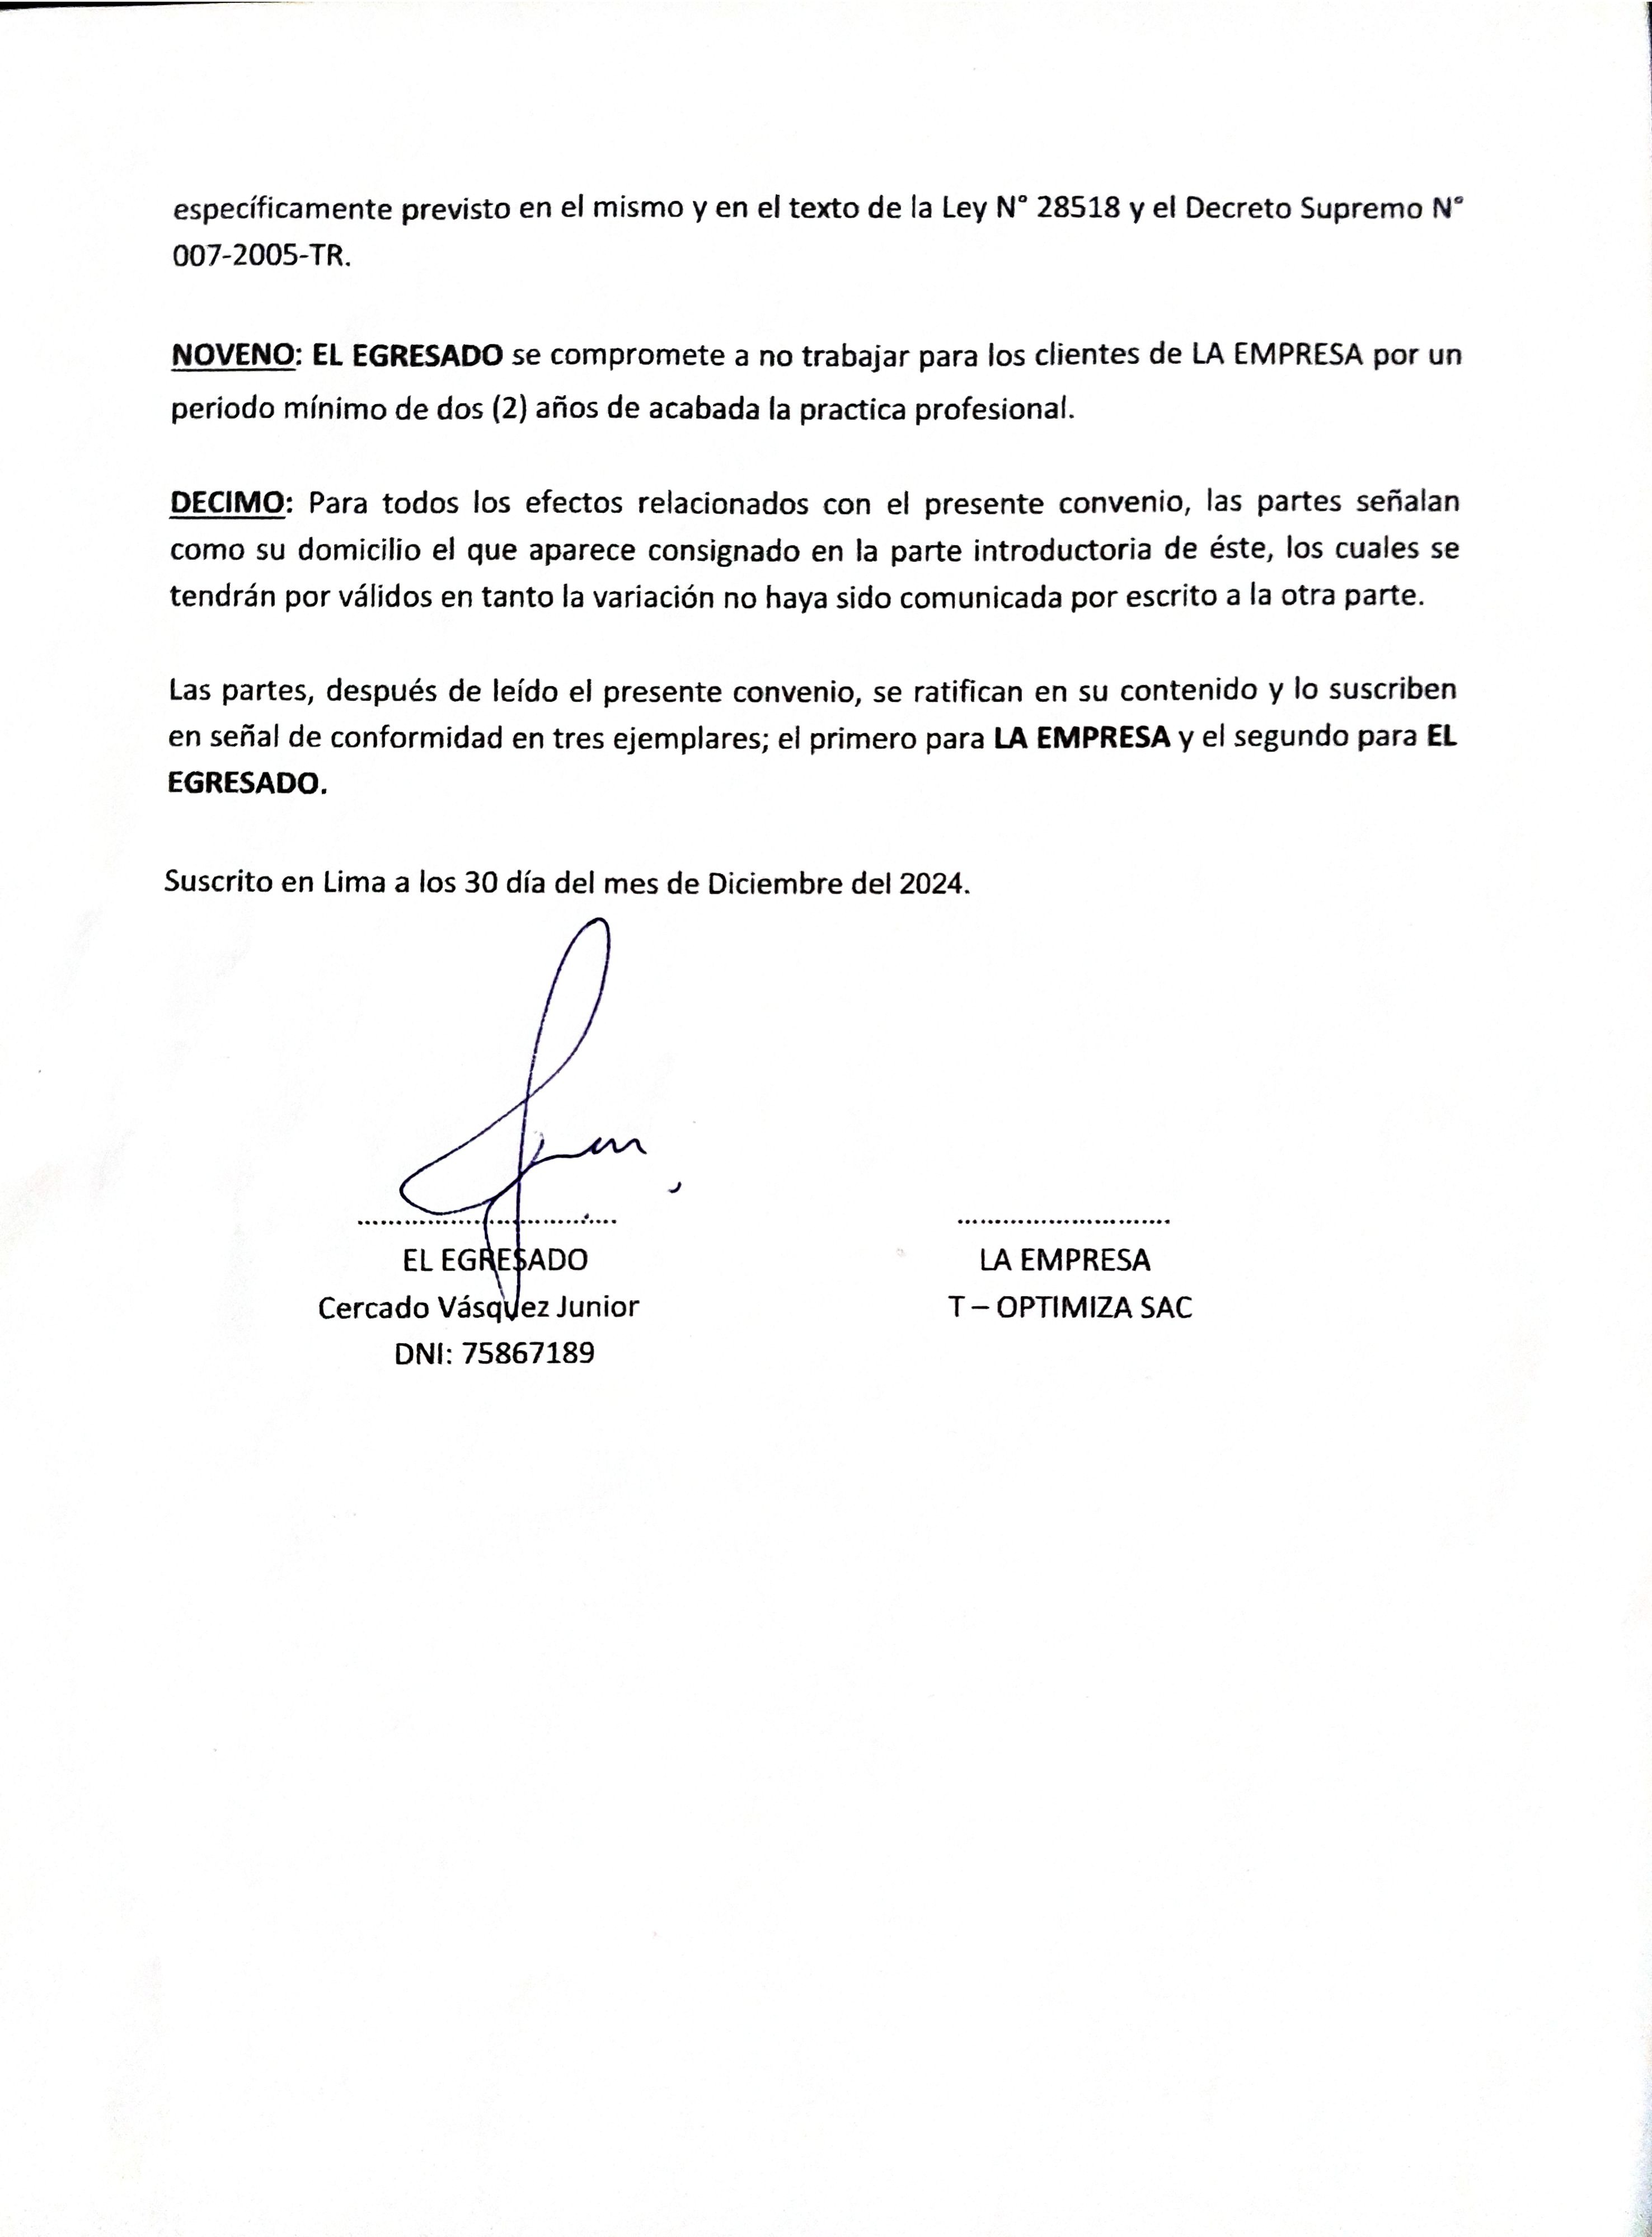 específicamente previsto en el mismo y en el texto de la Ley N° 28518 y el Decreto Supremo N°
007-2005-TR.
NOVENO: EL EGRESADO se compromete a no trabajar para los clientes de LA EMPRESA por un
periodo mínimo de dos (2) años de acabada la practica profesional.
DECIMO: Para todos los efectos relacionados con el presente convenio, las partes señalan
como su domicilio el que aparece consignado en la parte introductoria de éste, los cuales se
tendrán por válidos en tanto la variación no haya sido comunicada por escrito a la otra parte.
Las partes, después de leído el presente convenio, se ratifican en su contenido y lo suscriben
en señal de conformidad en tres ejemplares; el primero para LA EMPRESA y el segundo para EL
EGRESADO.
Suscrito en Lima a los 30 día del mes de Diciembre del 2024.
EL EGRESADO
Cercado Vásquez Junior
DNI: 75867189
LA EMPRESA
T – OPTIMIZA SAC